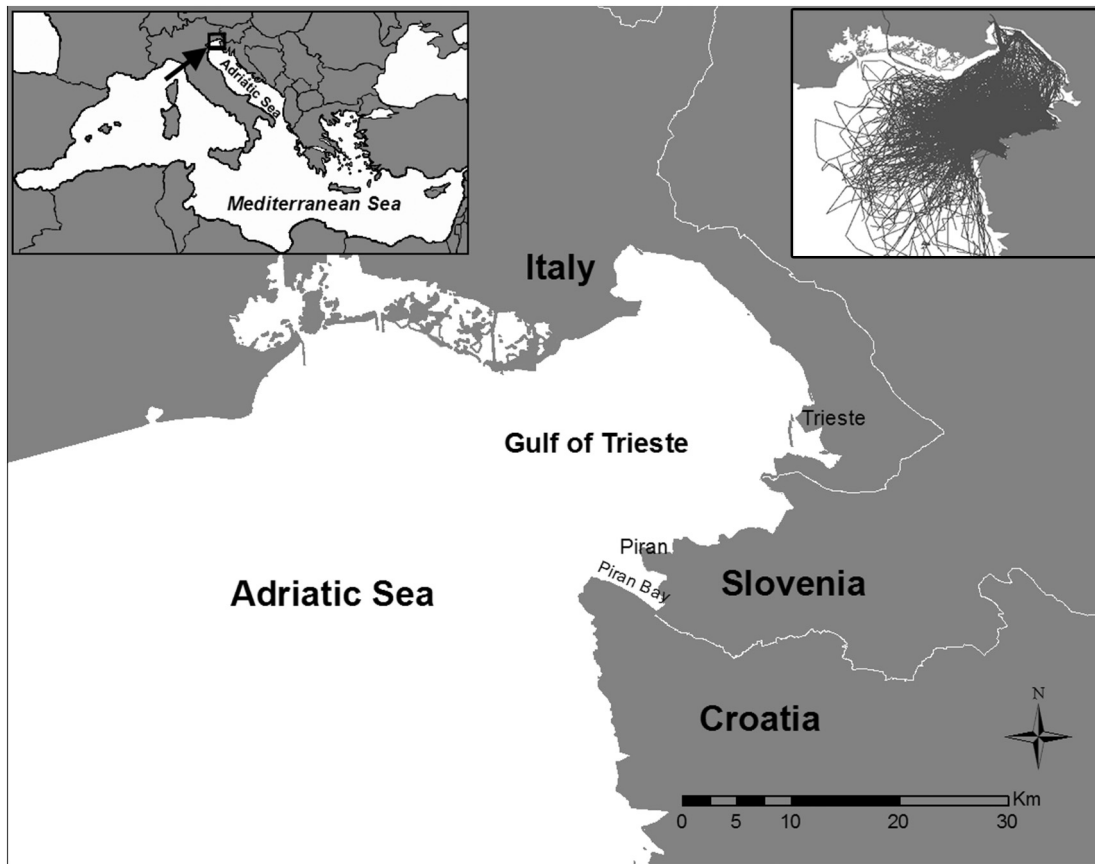 Adriatic Sea
Mediterranean Sea
Italy
Trieste
Gulf of Trieste
Piran
Piran Bay
Slovenia
Adriatic Sea
Croatia
N
Km
0 5 10 20 30